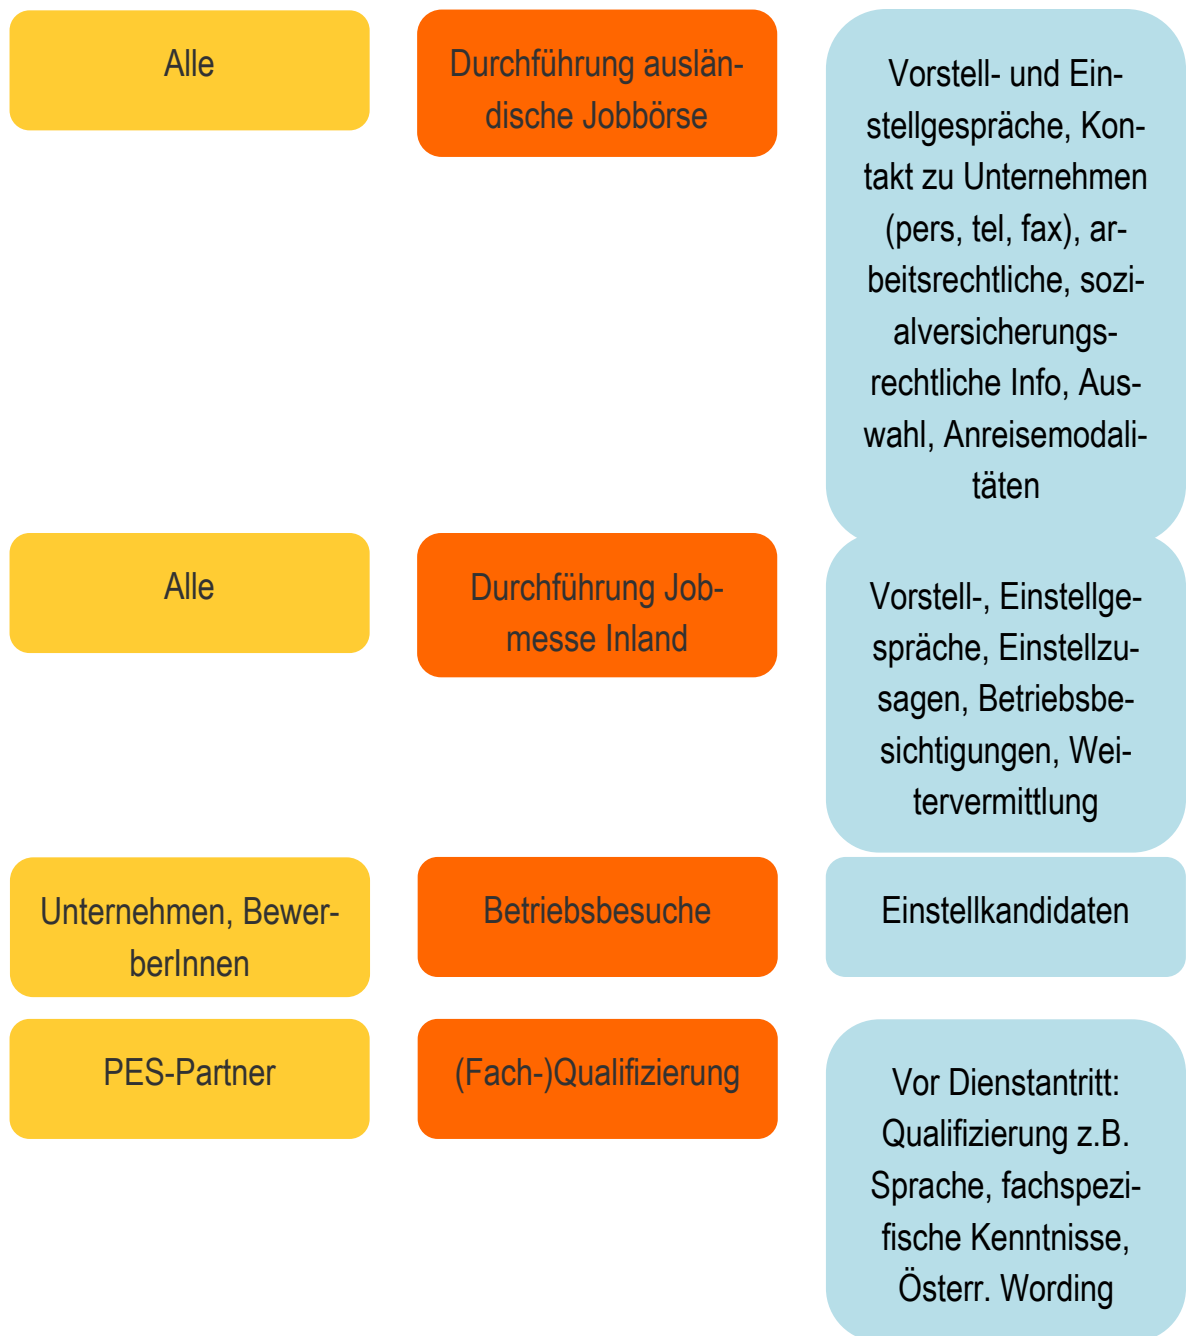 Alle
Durchführung auslän-
dische Jobbörse
Vorstell- und Ein-
stellgespräche, Kon-
takt zu Unternehmen
(pers, tel, fax), ar-
beitsrechtliche, sozi-
alversicherungs-
rechtliche Info, Aus-
wahl, Anreisemodali-
täten
Alle
Durchführung Job-
messe Inland
Vorstell-, Einstellge-
spräche, Einstellzu-
sagen, Betriebsbe-
sichtigungen, Wei-
tervermittlung
Unternehmen, Bewer-
berInnen
Betriebsbesuche
Einstellkandidaten
PES-Partner
(Fach-)Qualifizierung
Vor Dienstantritt:
Qualifizierung z.B.
Sprache, fachspezi-
fische Kenntnisse,
Österr. Wording